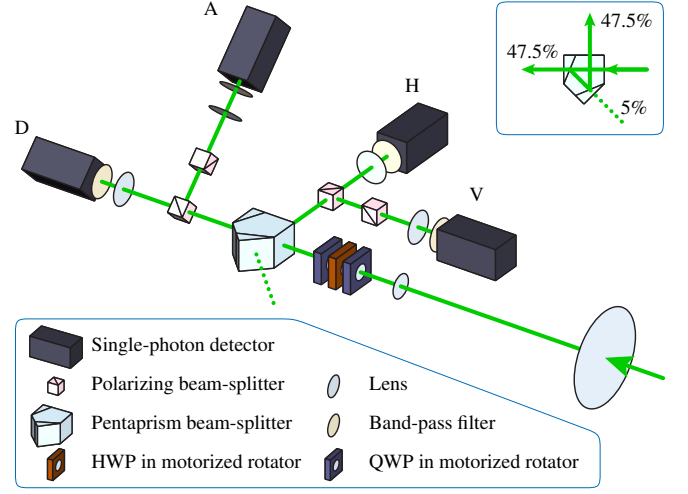 A
47.5%
47.5%
5%
H
D
V
Single-photon detector
Polarizing beam-splitter
Lens
Pentaprism beam-splitter
Band-pass filter
HWP in motorized rotator
QWP in motorized rotator